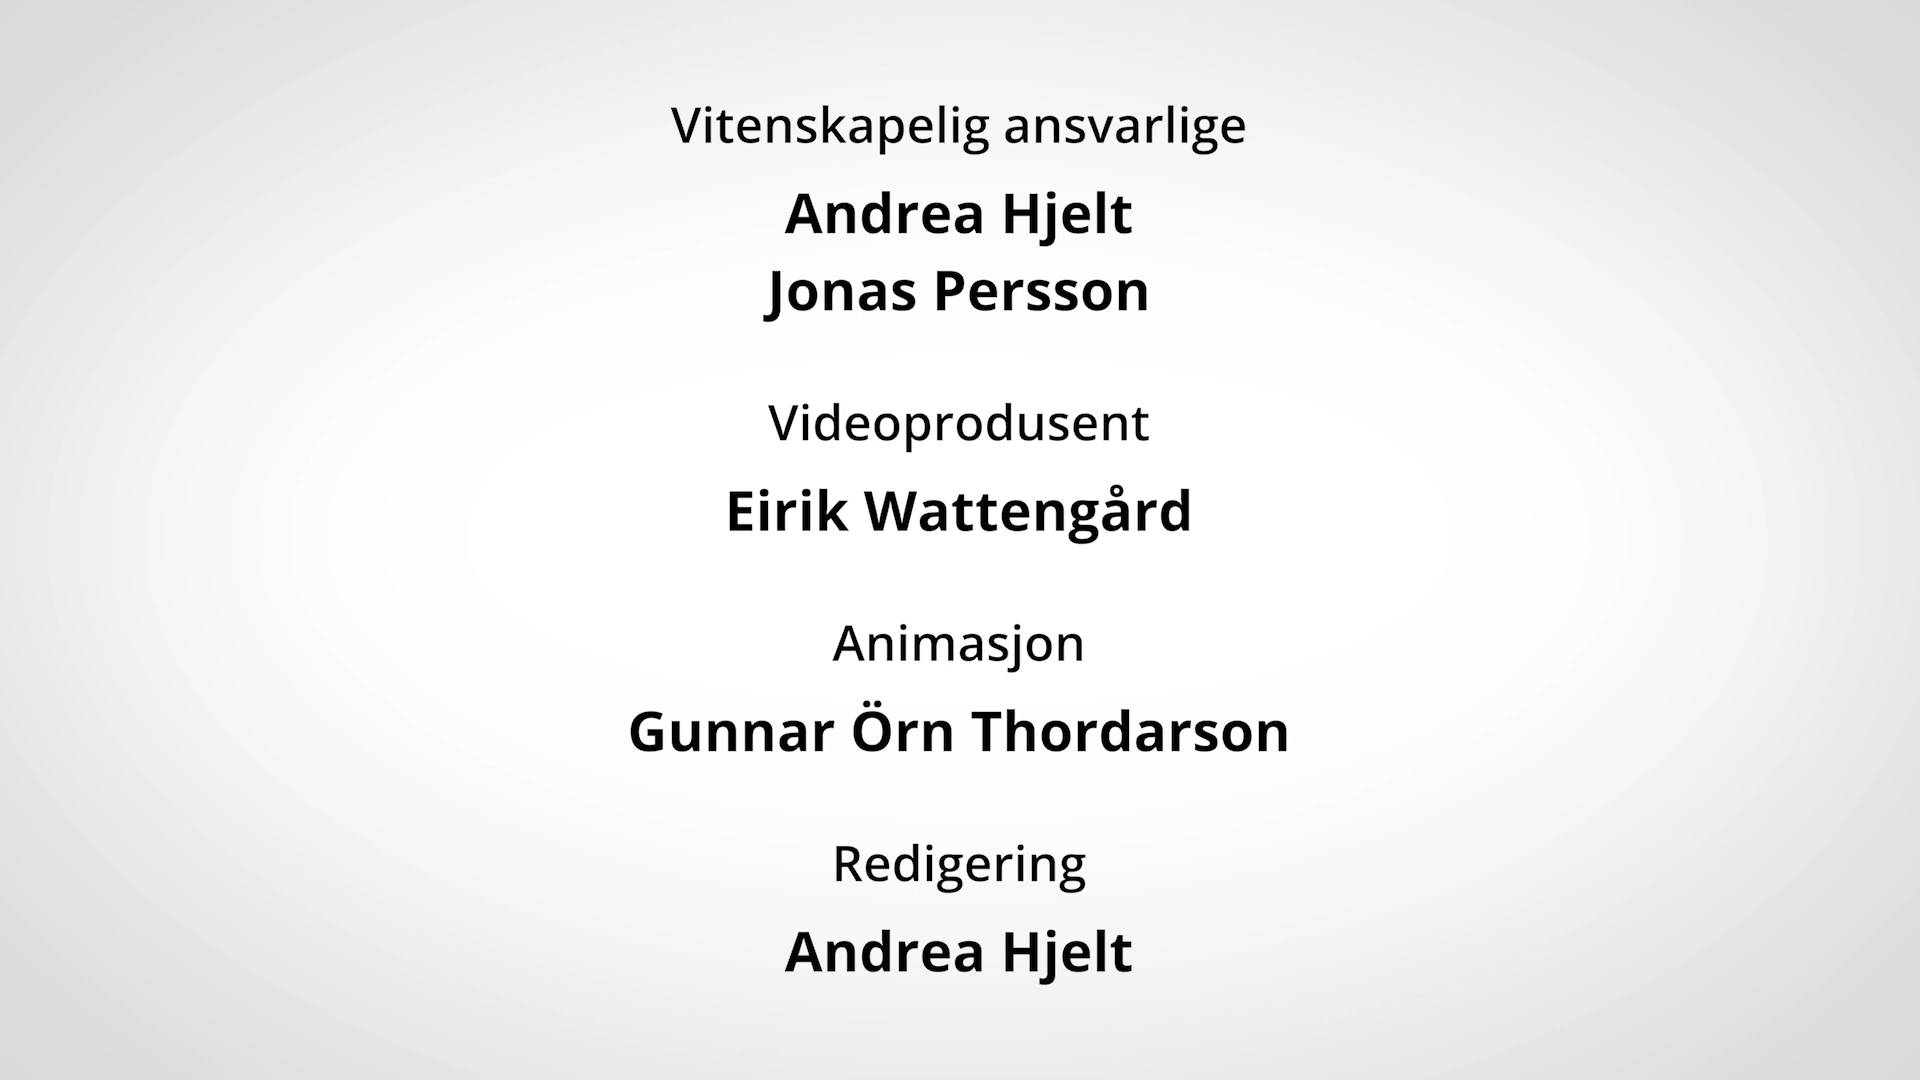 Vitenskapelig ansvarlige
Andrea Hjelt
Jonas Persson
Videoprodusent
Eirik Wattengård
Animasjon
Gunnar Örn Thordarson
Redigering
Andrea Hjelt